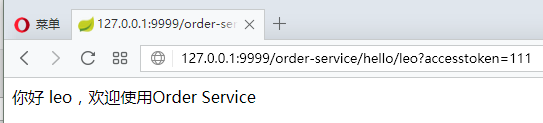 菜单
127.0.0.1:9999/order-serv
127.0.0.1:9999/order-service/hello/leo?accesstoken=111
你好 leo，欢迎使用Order Service